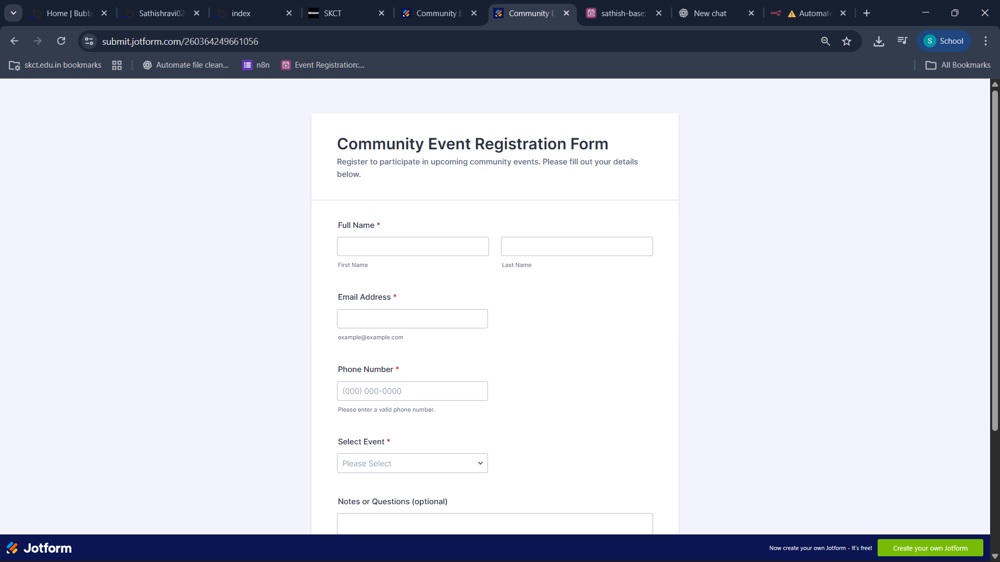 Home | Bubb
Sathishravi02
index
SKCT
Community E
Community E
sathish-base:
New chat
Automate
submit.jotform.com/260364249661056
S School
skct.edu.in bookmarks
Automate file clean...
n8n
Event Registration:...
All Bookmarks
Community Event Registration Form
Register to participate in upcoming community events. Please fill out your details
below.
Full Name *
First Name
Last Name
Email Address *
example@example.com
Phone Number *
(000) 000-0000
Please enter a valid phone number.
Select Event *
Please Select
Notes or Questions (optional)
Jotform
Now create your own Jotform - It's free!
Create your own Jotform